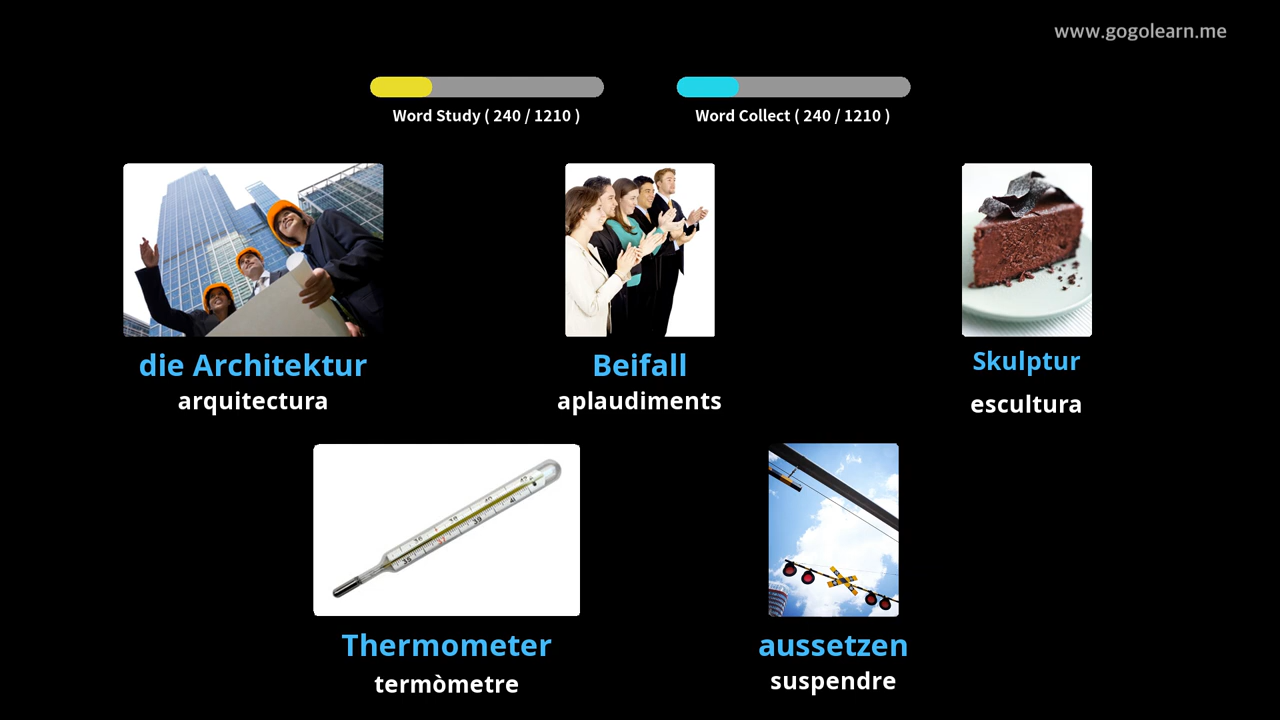 www.gogolearn.me
Word Study ( 240 / 1210 )
Word Collect ( 240 / 1210 )
die Architektur
arquitectura
Beifall
aplaudiments
Skulptur
escultura
Thermometer
termòmetre
aussetzen
suspendre